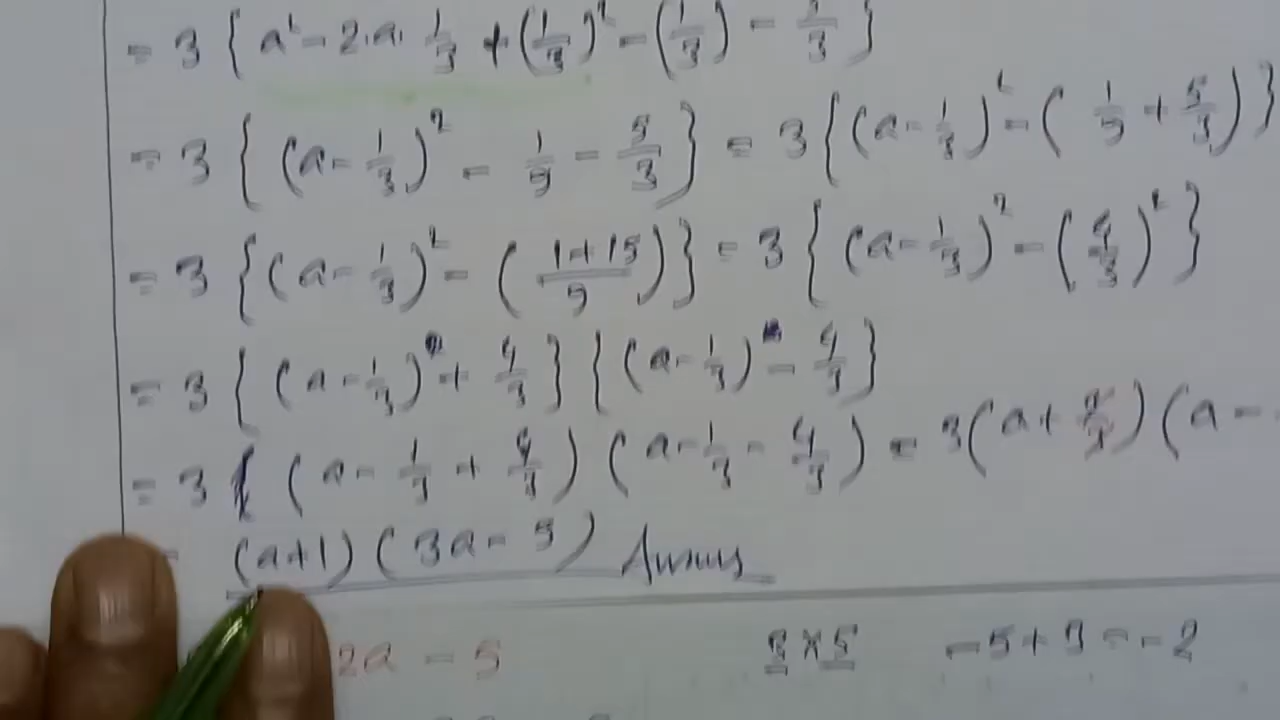 = 3 { a² - 2·a· 1/3 + (1/3)² - (1/3) - 5/3 }
= 3 { (a - 1/3)² - 1/9 - 5/3 } = 3 { (a - 1/3)² - ( 1/9 + 5/3 ) }
= 3 { (a - 1/3)² - ( 1+15/9 ) } = 3 { (a - 1/3)² - (4/3)² }
= 3 { (a - 1/3) + 4/3 } { (a - 1/3) - 4/3 }
= 3 ( a - 1/3 + 4/3 ) ( a - 1/3 - 4/3 ) = 3 ( a + 3/3 ) ( a -
= (a+1) ( 3a - 5 )
2a - 5 3 × 5 - 5 + 3 = - 2